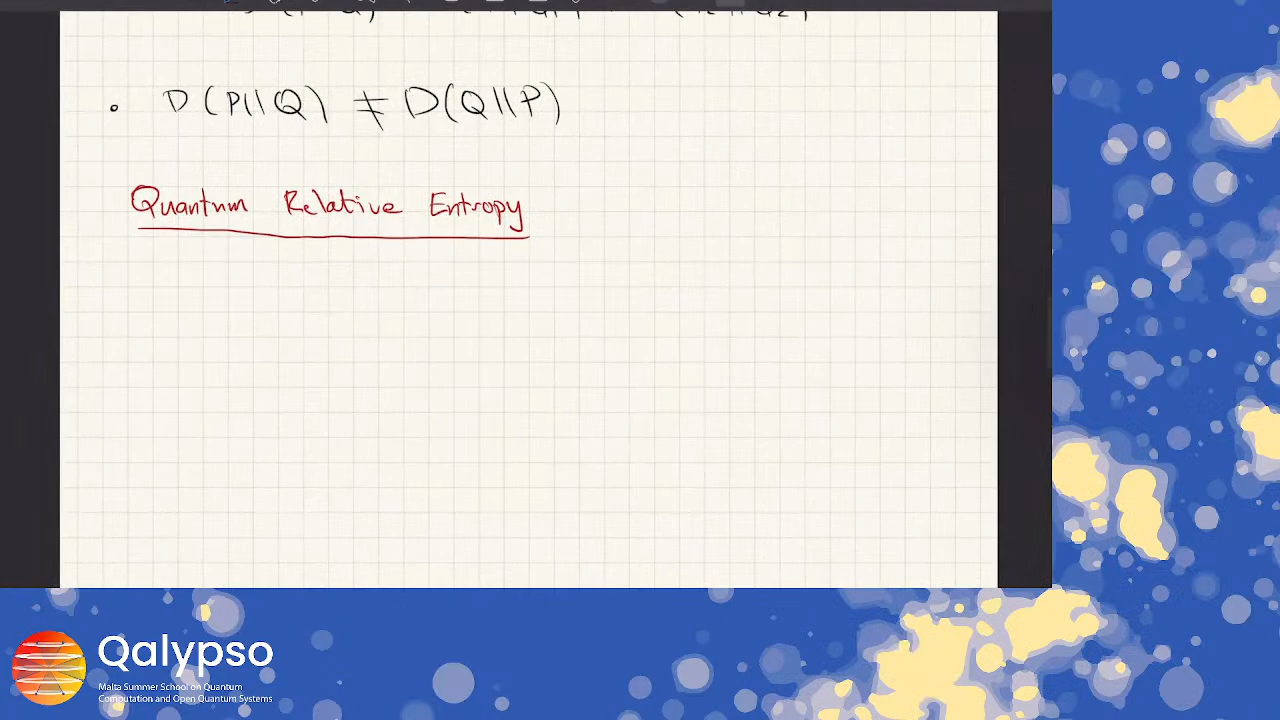 • D(P||Q) ≠ D(Q||P)
Quantum Relative Entropy
Qalypso
Malta Summer School on Quantum
Computation and Open Quantum Systems